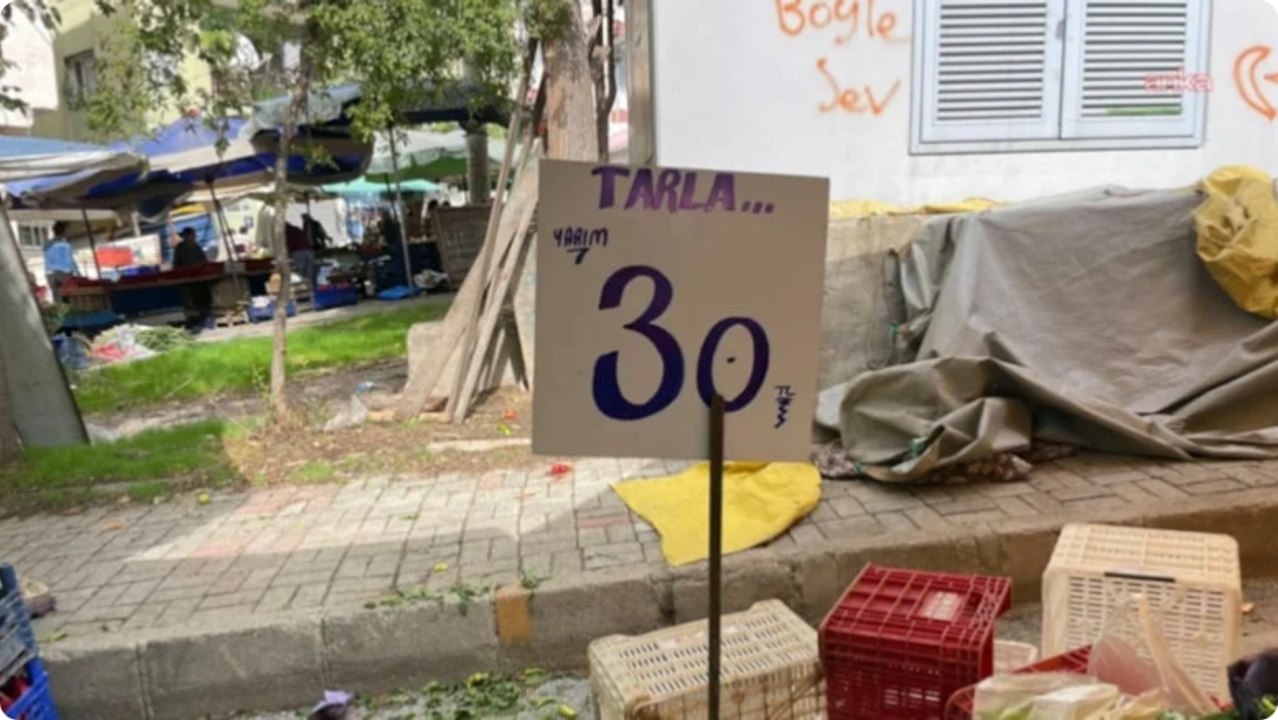 Böyle
Sev
anka
TARLA...
YARIM
30
TL